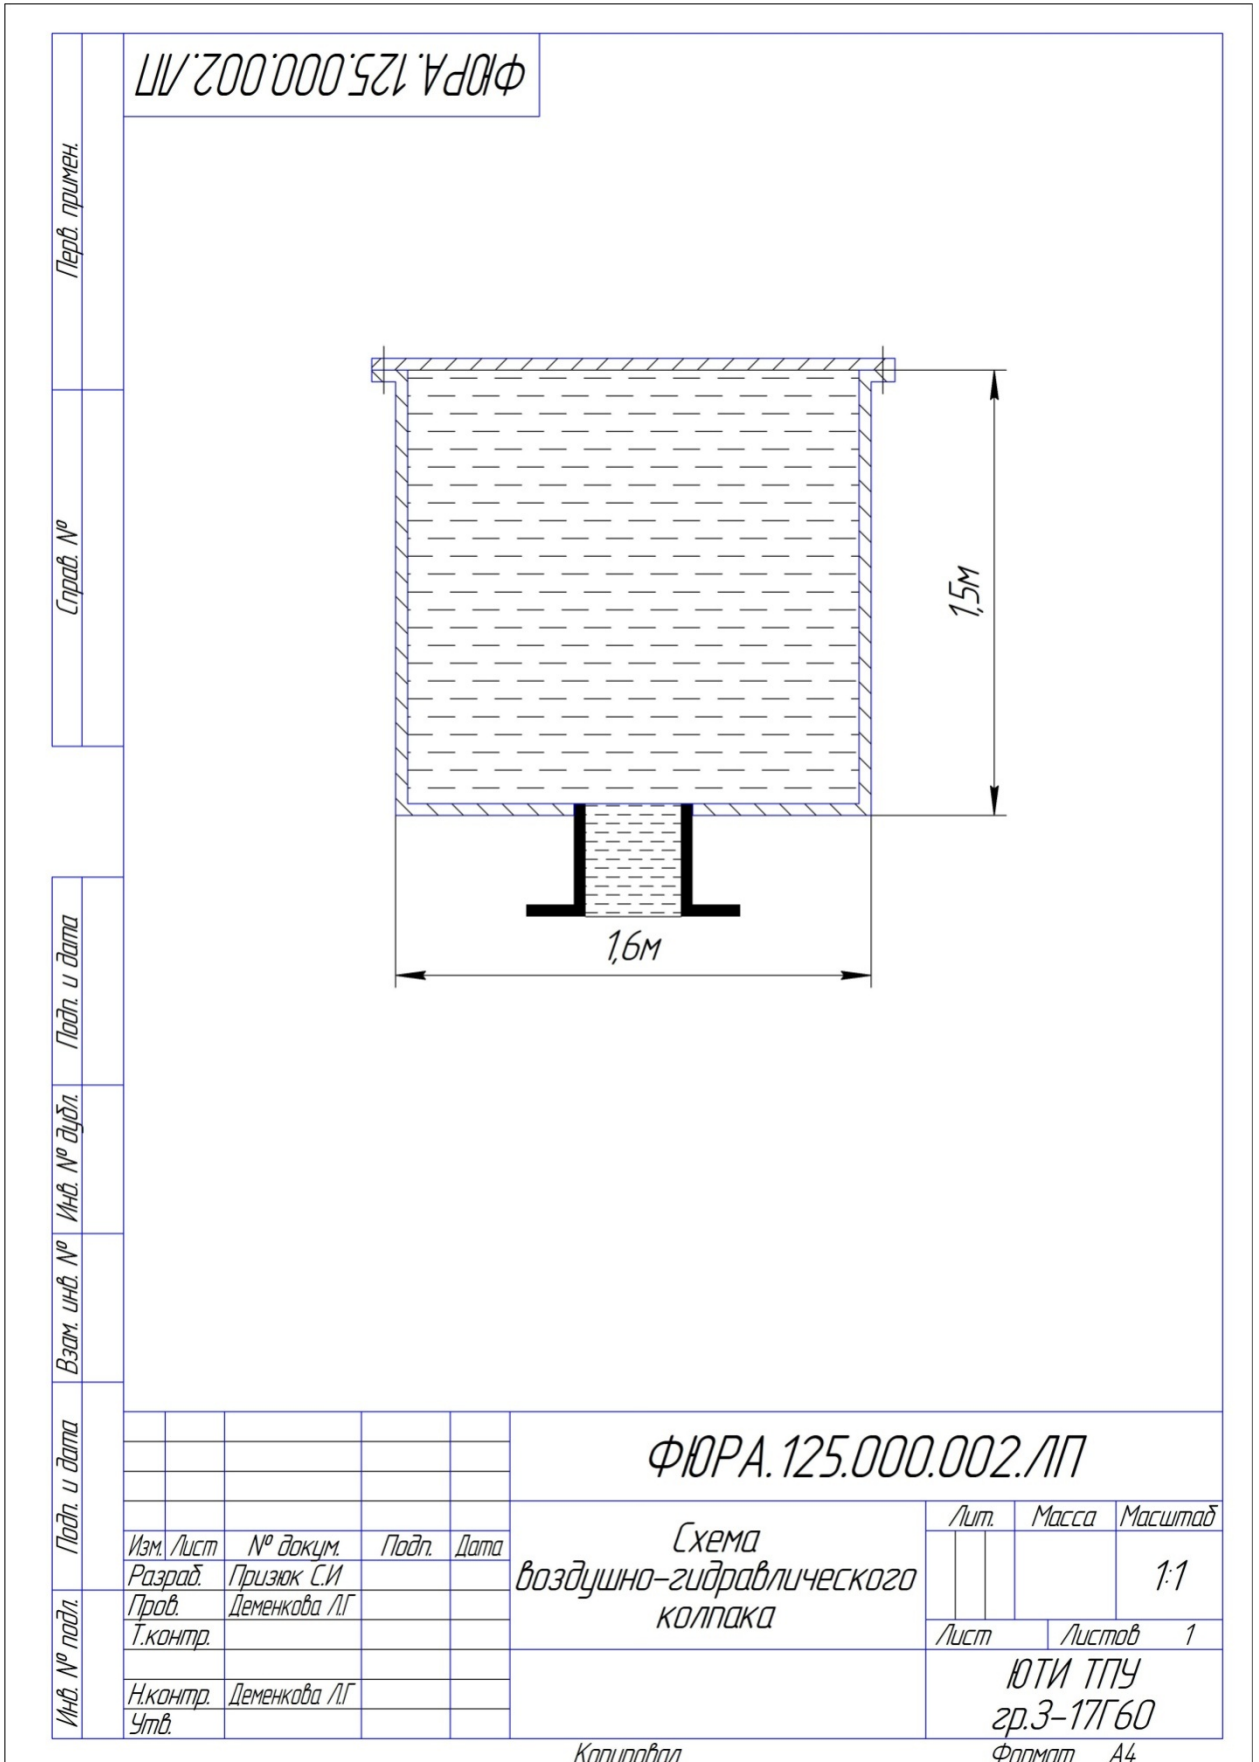 ФЮРА.125.000.002.ЛП
Перв. примен.
Справ. №
1,5м
1,6м
Подп. и дата
Инв. № дубл.
Взам. инв. №
Подп. и дата
Инв. № подл.
ФЮРА.125.000.002.ЛП
Изм. Лист № докум. Подп. Дата
Разраб. Призюк С.И
Пров. Деменкова Л.Г
Т.контр.
Н.контр. Деменкова Л.Г
Утв.
Схема
воздушно-гидравлического
колпака
Лит. Масса Масштаб
1:1
Лист Листов 1
ЮТИ ТПУ
гр.З-17Г60
Копировал Формат А4